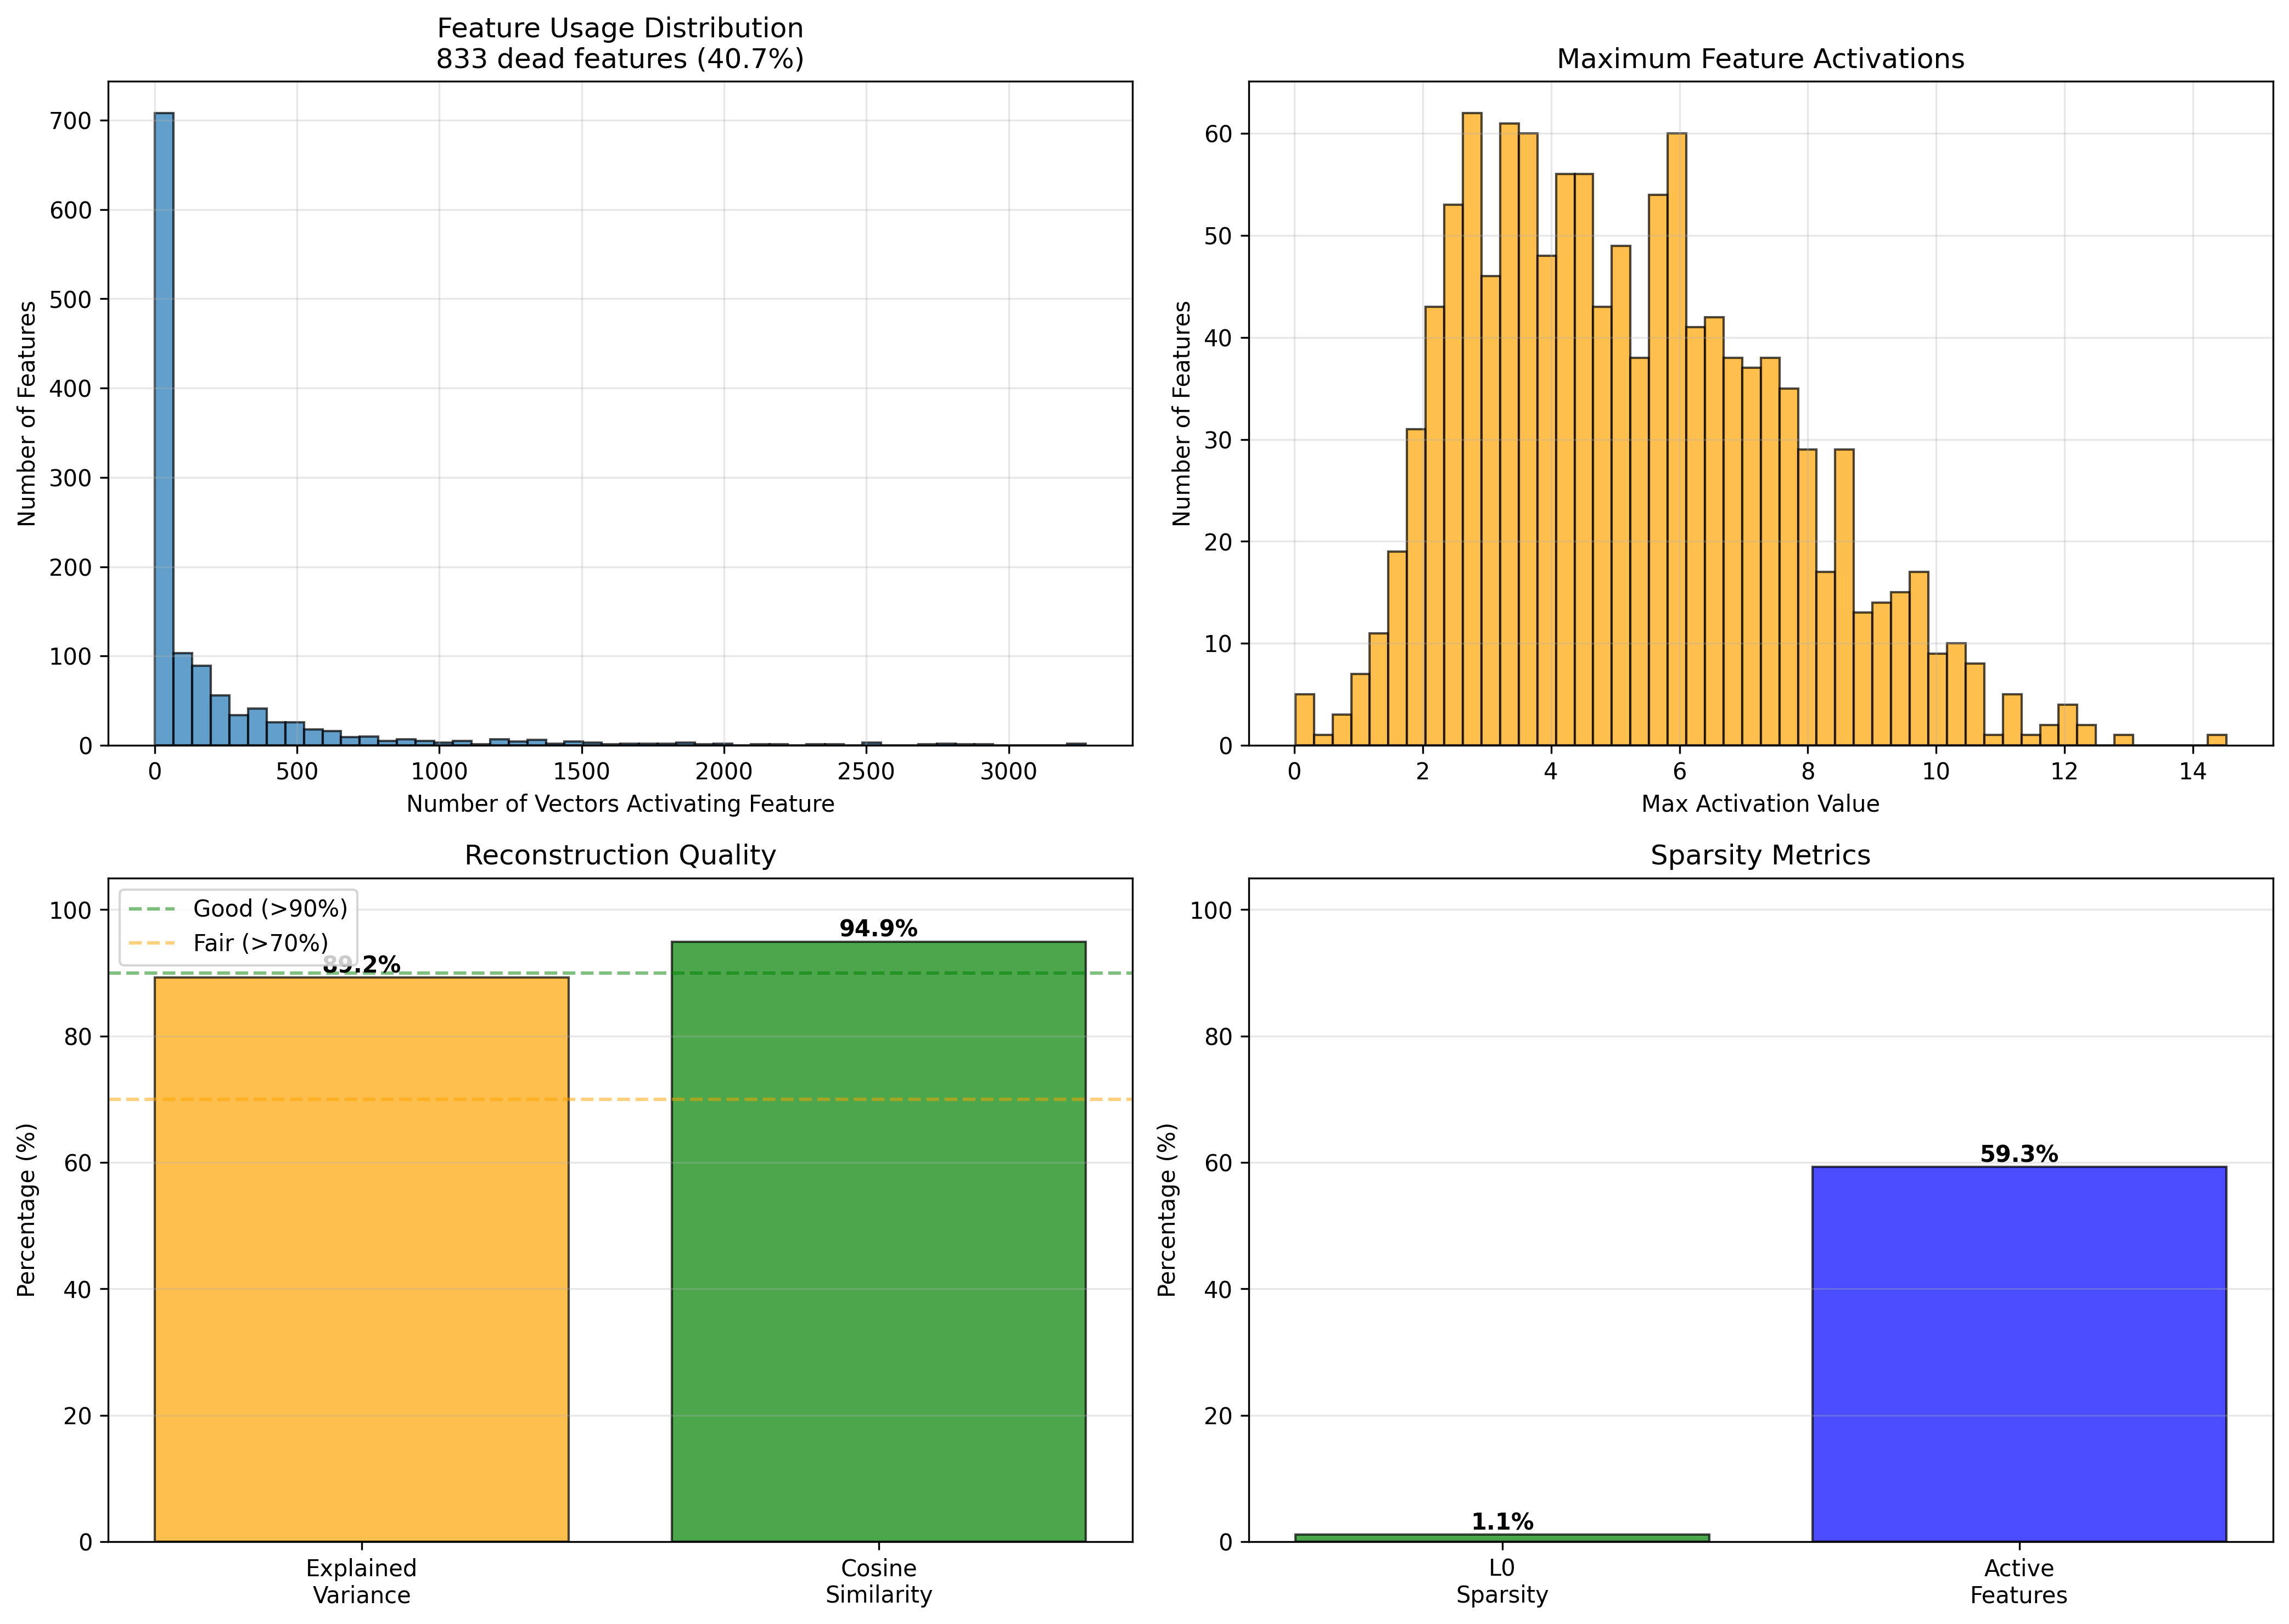 Feature Usage Distribution
833 dead features (40.7%)
700
600
500
400
300
200
100
0
Number of Features
0 500 1000 1500 2000 2500 3000
Number of Vectors Activating Feature
Maximum Feature Activations
60
50
40
30
20
10
0
Number of Features
0 2 4 6 8 10 12 14
Max Activation Value
Reconstruction Quality
100
80
60
40
20
0
Percentage (%)
Good (>90%)
Fair (>70%)
89.2%
94.9%
Explained
Variance
Cosine
Similarity
Sparsity Metrics
100
80
60
40
20
0
Percentage (%)
1.1%
59.3%
L0
Sparsity
Active
Features